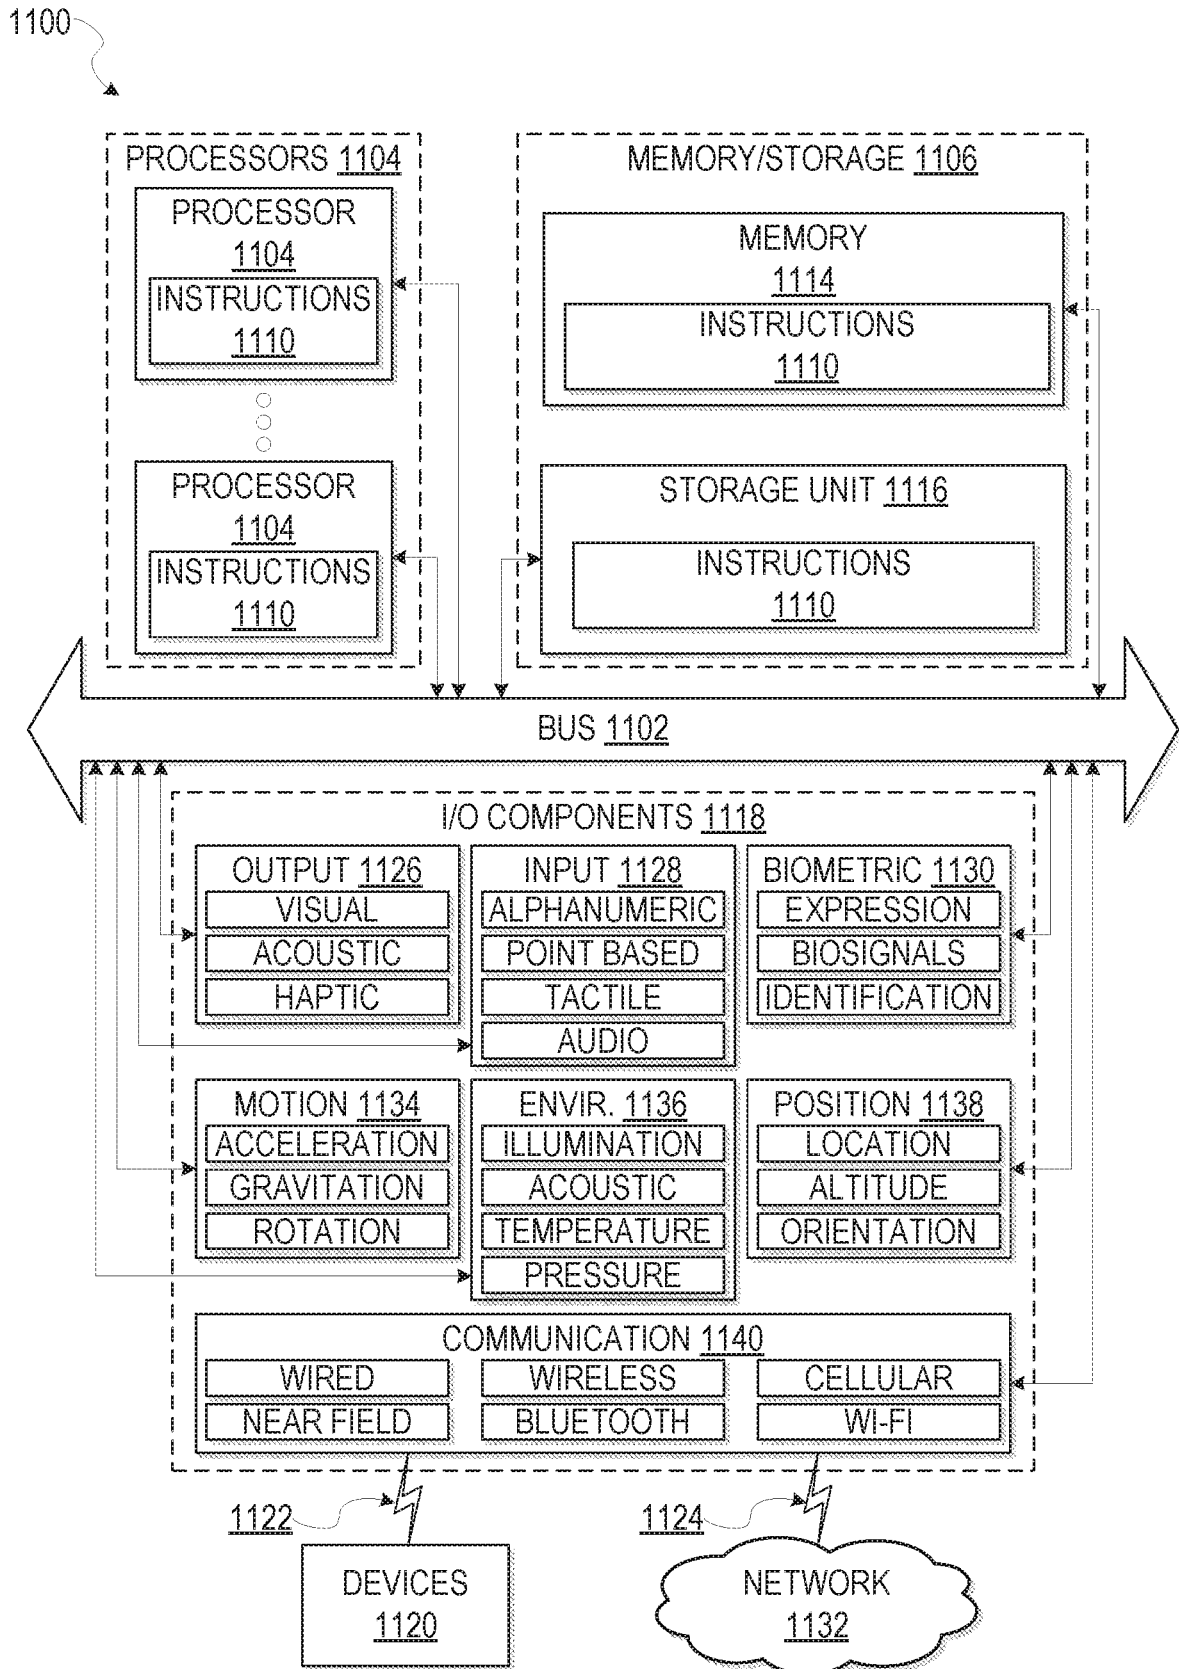 1100
PROCESSORS 1104
PROCESSOR
1104
INSTRUCTIONS
1110
PROCESSOR
1104
INSTRUCTIONS
1110
MEMORY/STORAGE 1106
MEMORY
1114
INSTRUCTIONS
1110
STORAGE UNIT 1116
INSTRUCTIONS
1110
BUS 1102
I/O COMPONENTS 1118
OUTPUT 1126
VISUAL
ACOUSTIC
HAPTIC
INPUT 1128
ALPHANUMERIC
POINT BASED
TACTILE
AUDIO
BIOMETRIC 1130
EXPRESSION
BIOSIGNALS
IDENTIFICATION
MOTION 1134
ACCELERATION
GRAVITATION
ROTATION
ENVIR. 1136
ILLUMINATION
ACOUSTIC
TEMPERATURE
PRESSURE
POSITION 1138
LOCATION
ALTITUDE
ORIENTATION
COMMUNICATION 1140
WIRED
WIRELESS
CELLULAR
NEAR FIELD
BLUETOOTH
WI-FI
1122
1124
DEVICES
1120
NETWORK
1132